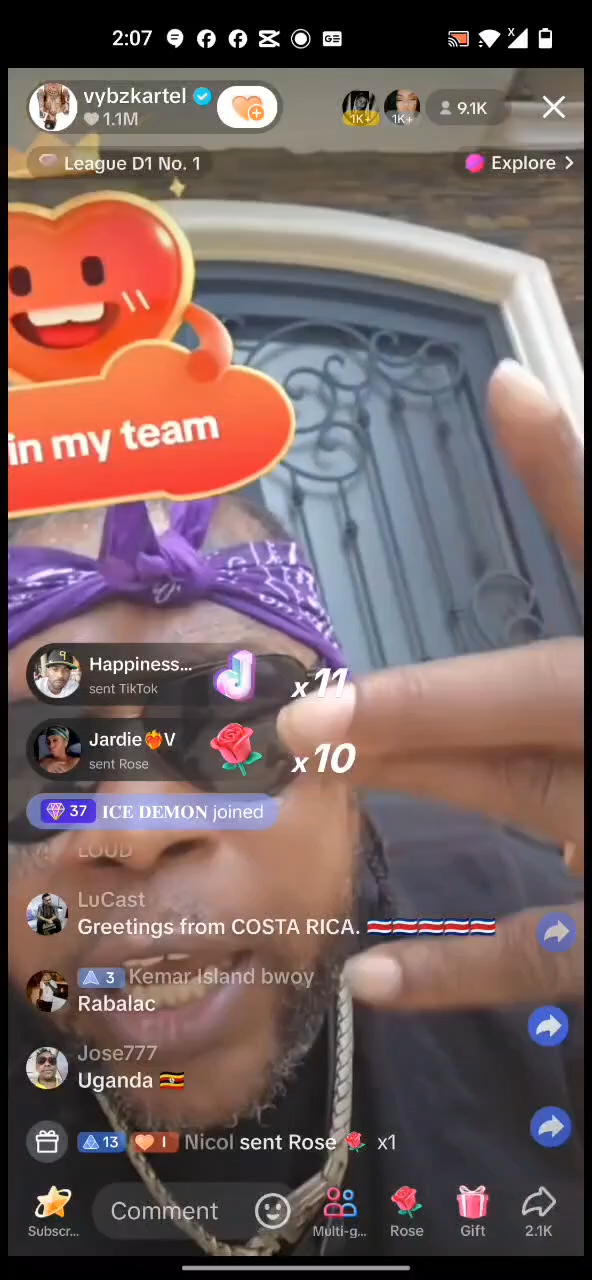 2:07
GE
X
vybzkartel
1.1M
1K+
1K+
9.1K
League D1 No. 1
Explore >
in my team
Happiness...
sent TikTok
x11
Jardie❤️‍🔥V
sent Rose
x10
37 ICE DEMON joined
LOUD
LuCast
Greetings from COSTA RICA. 🇨🇷🇨🇷🇨🇷🇨🇷🇨🇷
3 Kemar Island bwoy
Rabalac
Jose777
Uganda 🇺🇬
13 I Nicol sent Rose 🌹 x1
Subscr...
Comment
Multi-g...
Rose
Gift
2.1K